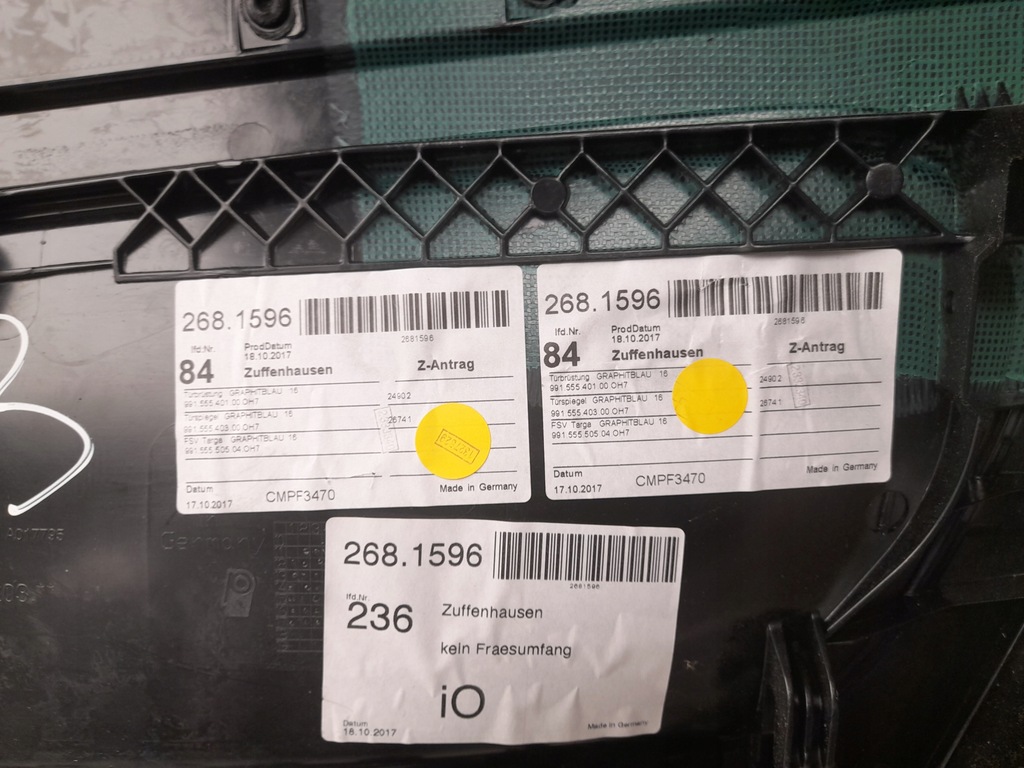 268.1596
2681596
lfd.Nr.
ProdDatum
18.10.2017
84 Zuffenhausen
Z-Antrag
Türbrüstung GRAPHITBLAU 16
991.555.401.00.OH7
24902
Türspiegel GRAPHITBLAU 16
991.555.403.00.OH7
26741
FSV Targa GRAPHITBLAU 16
991.555.505.04.OH7
Datum
17.10.2017
CMPF3470
Made in Germany
268.1596
2681596
lfd.Nr.
ProdDatum
18.10.2017
84 Zuffenhausen
Z-Antrag
Türbrüstung GRAPHITBLAU 16
991.555.401.00.OH7
24902
Türspiegel GRAPHITBLAU 16
991.555.403.00.OH7
26741
FSV Targa GRAPHITBLAU 16
991.555.505.04.OH7
Datum
17.10.2017
CMPF3470
Made in Germany
Germany
268.1596
2681596
lfd.Nr.
236
Zuffenhausen
kein Fraesumfang
iO
Datum
16.10.2017
Made in Germany